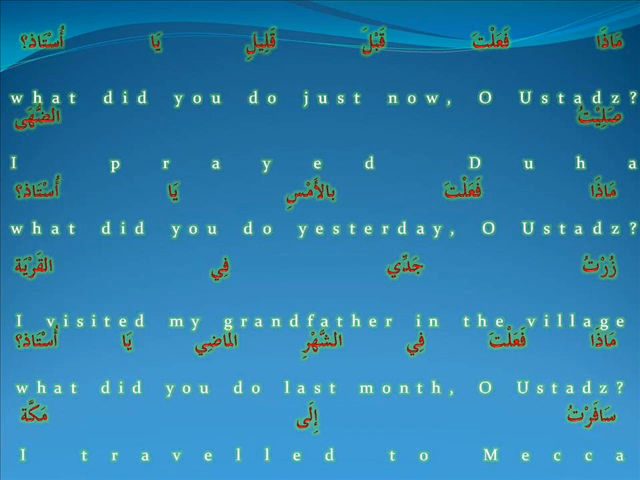 مَاذَا فَعَلْتَ قَبْلَ قَلِيلِ يَا أُسْتَاذ؟
what did you do just now, O Ustadz?
صَلِيْتُ الضُّهَي
I prayed Duha
مَاذَا فَعَلْتَ بالأَمْسِ يَا أُسْتَاذ؟
what did you do yesterday, O Ustadz?
زُرْتُ جَدِّي فِي القَرْيَة
I visited my grandfather in the village
مَاذَا فَعَلْتَ فِي الشَّهْرِ المَاضِي يَا أُسْتَاذ؟
what did you do last month, O Ustadz?
سَافَرْتُ إِلَى مَكَّة
I travelled to Mecca